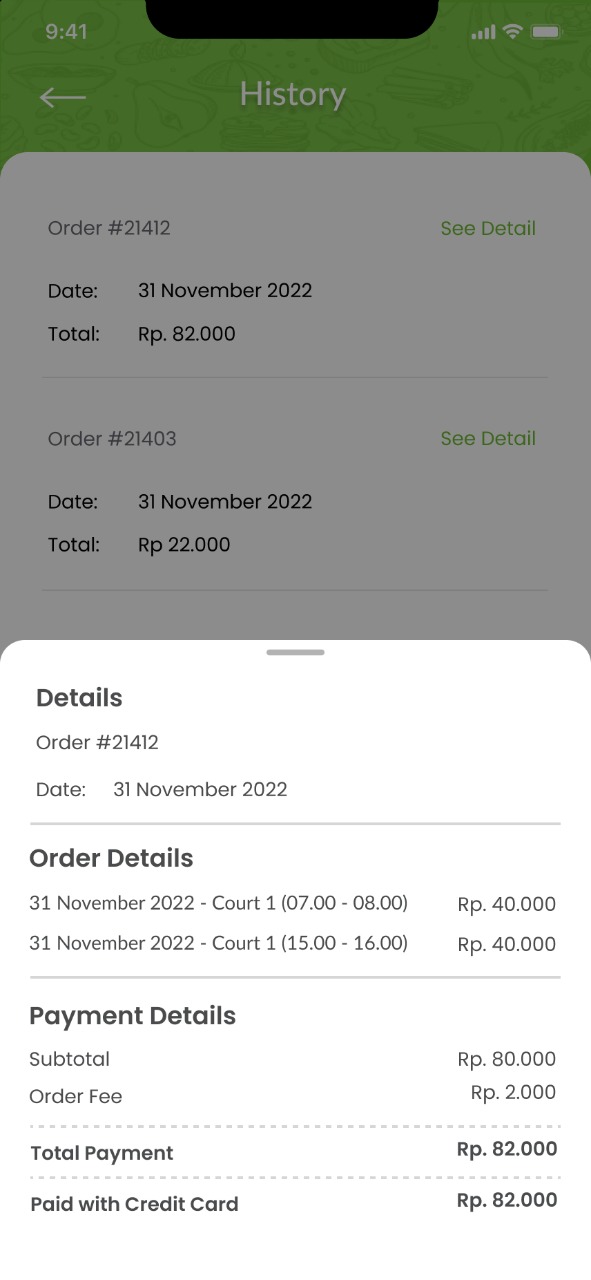 9:41
History
Order #21412 See Detail
Date: 31 November 2022
Total: Rp. 82.000
Order #21403 See Detail
Date: 31 November 2022
Total: Rp 22.000
Details
Order #21412
Date: 31 November 2022
Order Details
31 November 2022 - Court 1 (07.00 - 08.00) Rp. 40.000
31 November 2022 - Court 1 (15.00 - 16.00) Rp. 40.000
Payment Details
Subtotal Rp. 80.000
Order Fee Rp. 2.000
Total Payment Rp. 82.000
Paid with Credit Card Rp. 82.000